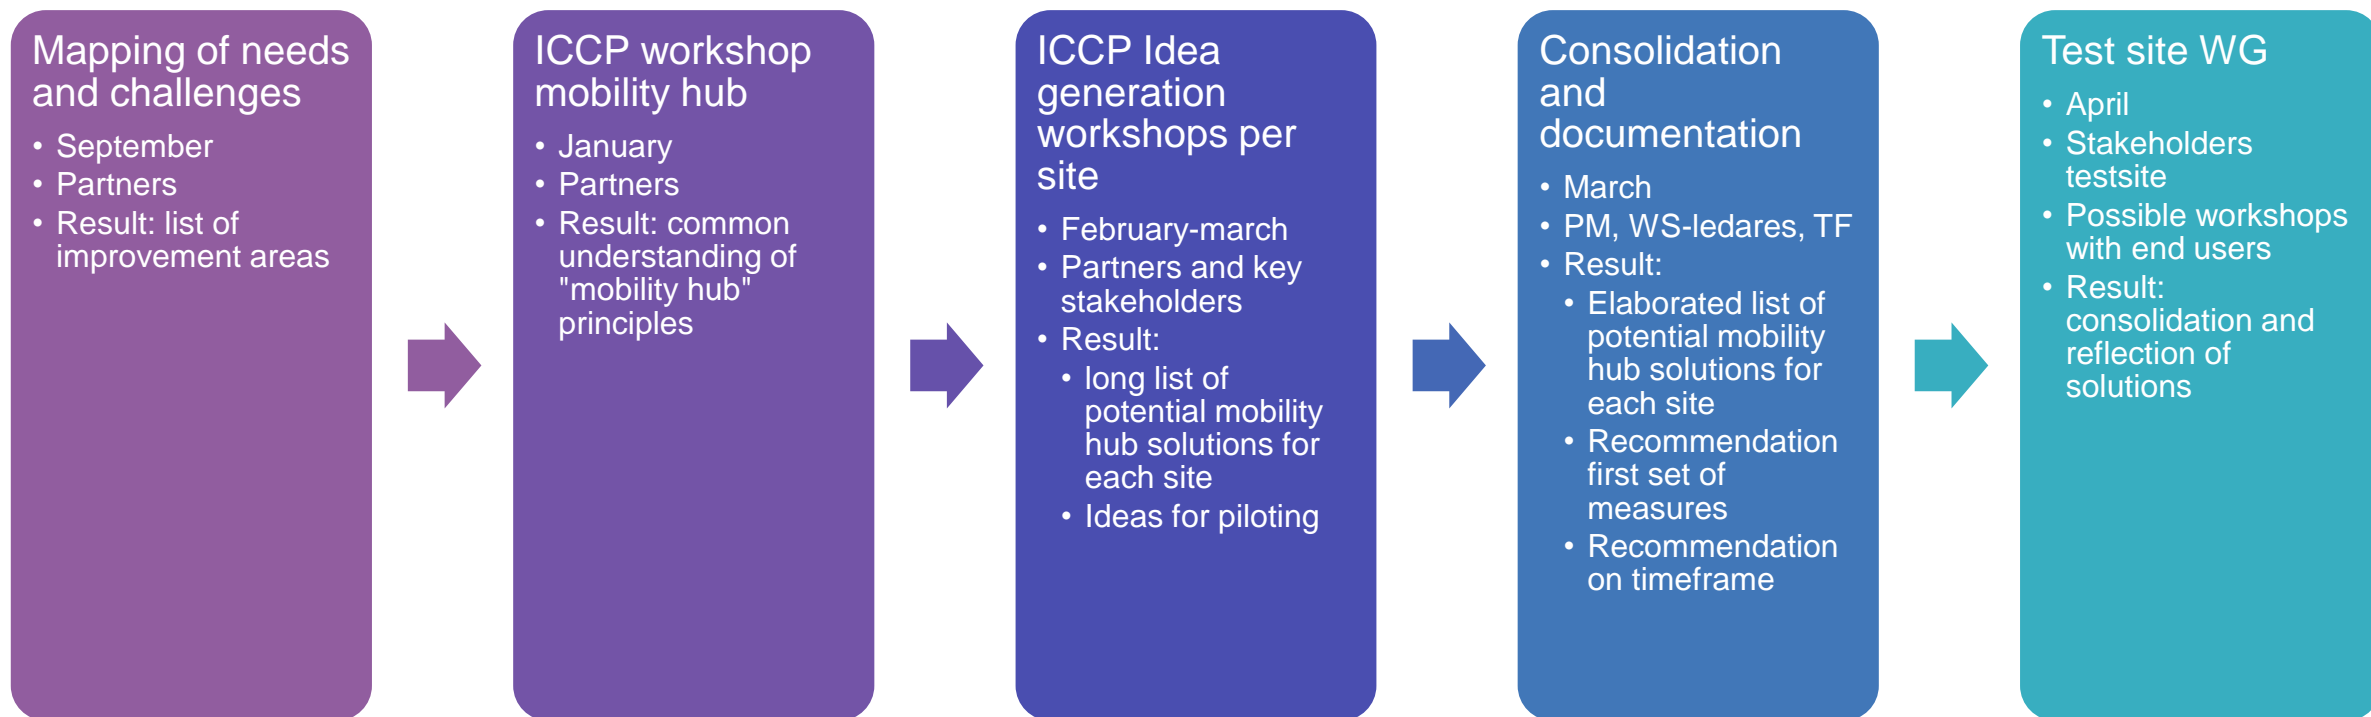 Mapping of needs
and challenges
• September
• Partners
• Result: list of
improvement areas
ICCP workshop
mobility hub
• January
• Partners
• Result: common
understanding of
"mobility hub"
principles
ICCP Idea
generation
workshops per
site
• February-march
• Partners and key
stakeholders
• Result:
• long list of
potential mobility
hub solutions for
each site
• Ideas for piloting
Consolidation
and
documentation
• March
• PM, WS-ledares, TF
• Result:
• Elaborated list of
potential mobility
hub solutions for
each site
• Recommendation
first set of
measures
• Recommendation
on timeframe
Test site WG
• April
• Stakeholders
testsite
• Possible workshops
with end users
• Result:
consolidation and
reflection of
solutions